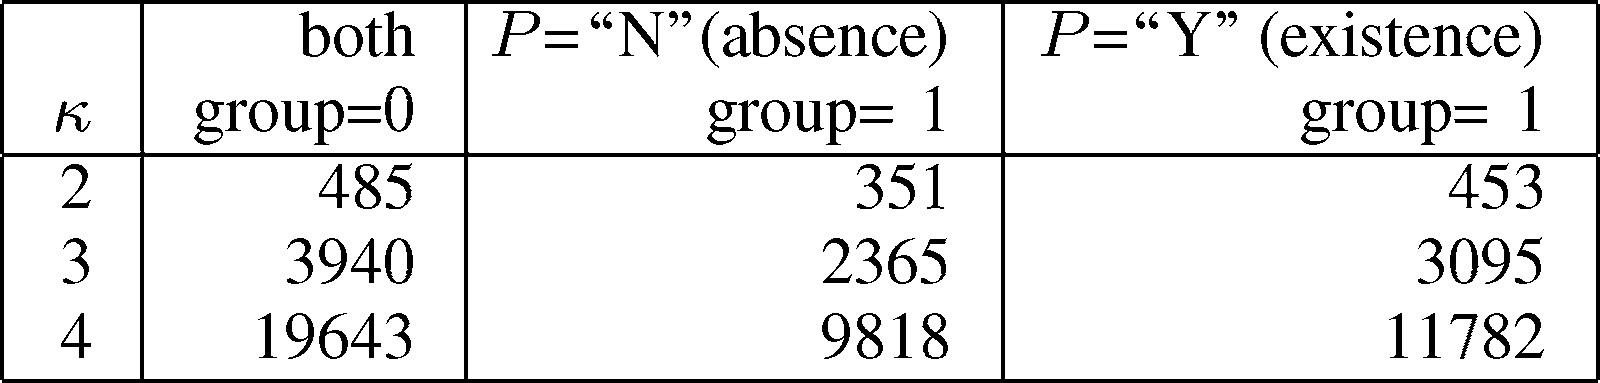 both P=“N”(absence) P=“Y” (existence)
κ group=0 group= 1 group= 1
2 485 351 453
3 3940 2365 3095
4 19643 9818 11782